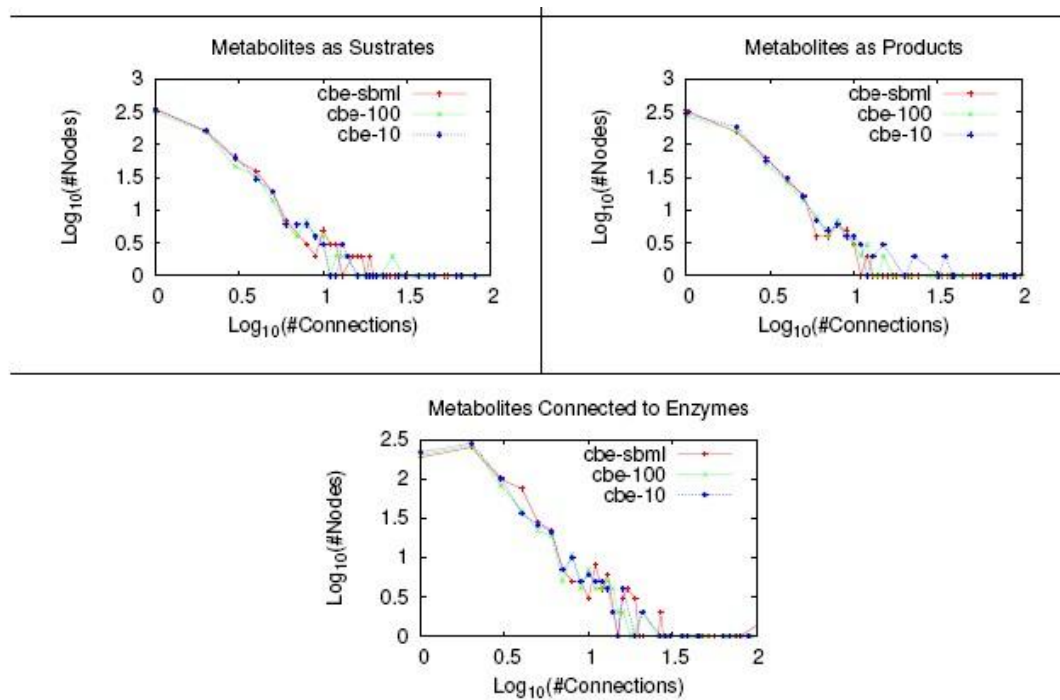 Metabolites as Sustrates
3
2.5
2
1.5
1
0.5
0
0
0.5
1
1.5
2
Log10(#Nodes)
Log10(#Connections)
cbe-sbml
cbe-100
cbe-10
Metabolites as Products
3
2.5
2
1.5
1
0.5
0
0
0.5
1
1.5
2
Log10(#Nodes)
Log10(#Connections)
cbe-sbml
cbe-100
cbe-10
Metabolites Connected to Enzymes
2.5
2
1.5
1
0.5
0
0
0.5
1
1.5
2
Log10(#Nodes)
Log10(#Connections)
cbe-sbml
cbe-100
cbe-10